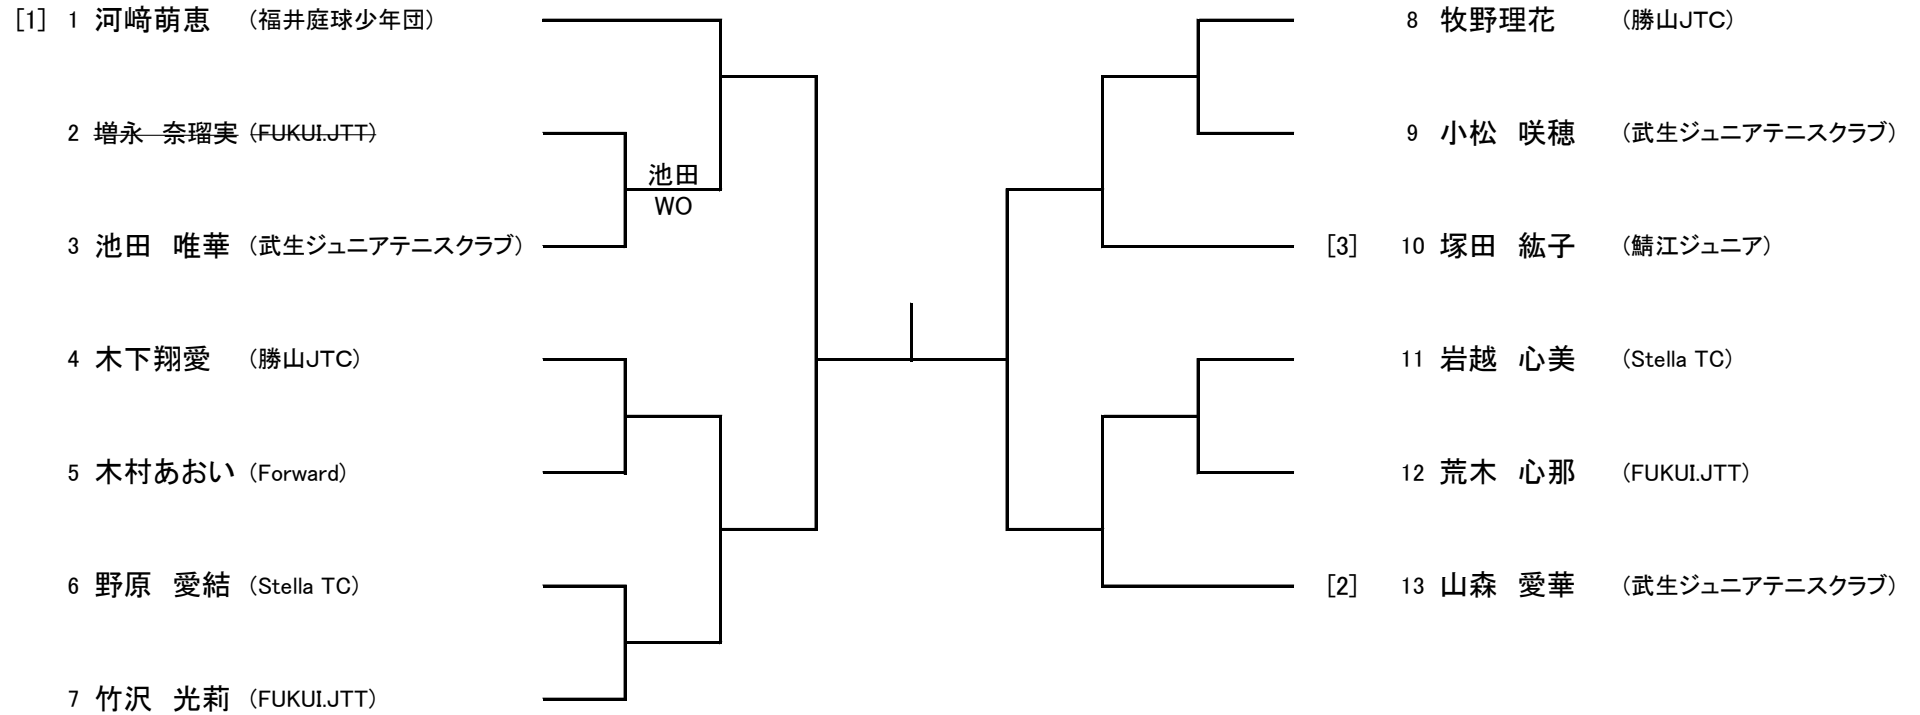 [1] 1 河﨑萌恵 (福井庭球少年団)
2 増永 奈瑠実 (FUKUI.JTT)
池田
WO
3 池田 唯華 (武生ジュニアテニスクラブ)
4 木下翔愛 (勝山JTC)
5 木村あおい (Forward)
6 野原 愛結 (Stella TC)
7 竹沢 光莉 (FUKUI.JTT)
8 牧野理花 (勝山JTC)
9 小松 咲穂 (武生ジュニアテニスクラブ)
[3] 10 塚田 紘子 (鯖江ジュニア)
11 岩越 心美 (Stella TC)
12 荒木 心那 (FUKUI.JTT)
[2] 13 山森 愛華 (武生ジュニアテニスクラブ)